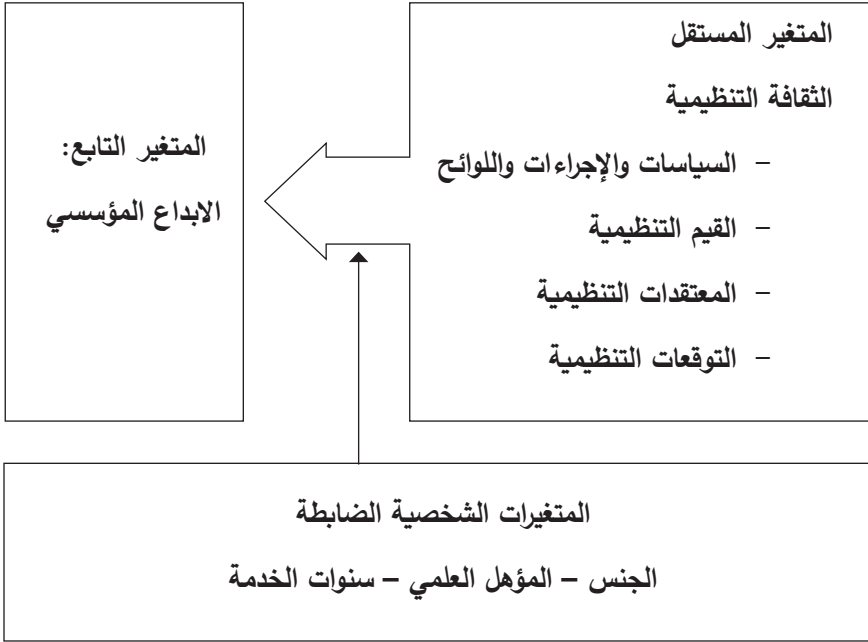 المتغير المستقل
الثقافة التنظيمية
– السياسات والإجراءات واللوائح
– القيم التنظيمية
– المعتقدات التنظيمية
– التوقعات التنظيمية
المتغير التابع:
الابداع المؤسسي
المتغيرات الشخصية الضابطة
الجنس – المؤهل العلمي – سنوات الخدمة